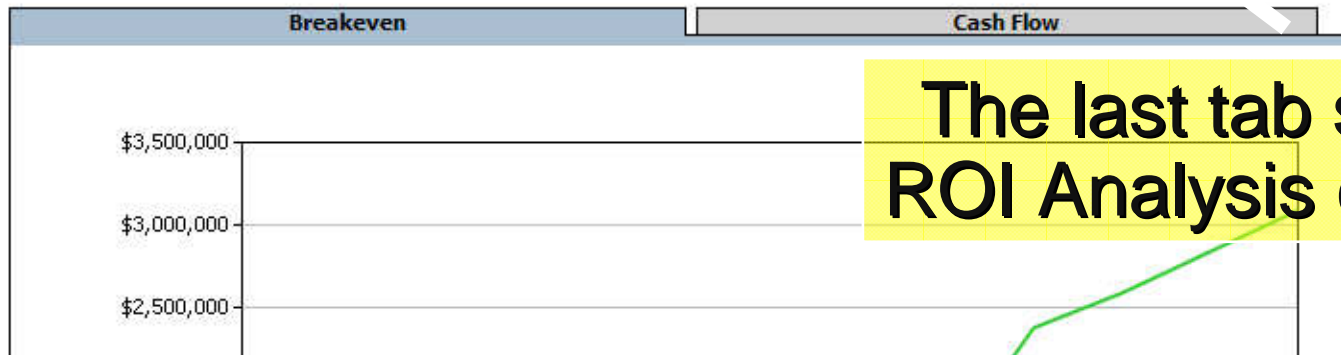 Breakeven
Cash Flow
The last tab
ROI Analysis
$3,500,000
$3,000,000
$2,500,000